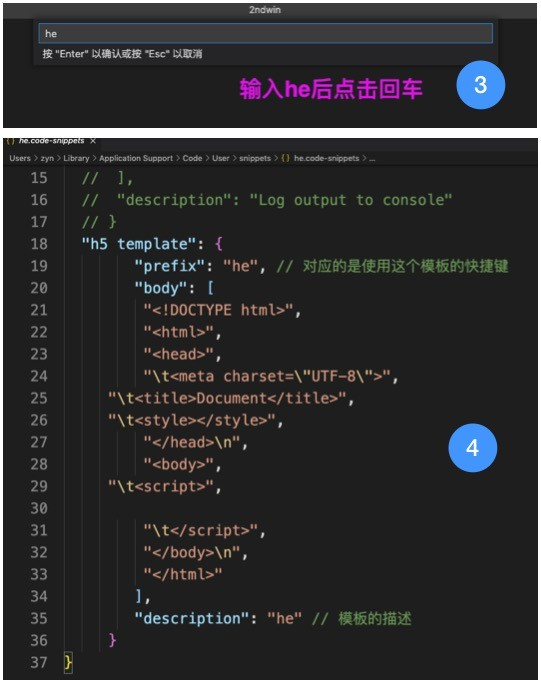 2ndwin
he
按 "Enter" 以确认或按 "Esc" 以取消
输入he后点击回车
3
{} he.code-snippets ×
Users > zyn > Library > Application Support > Code > User > snippets > {} he.code-snippets > ...
15 //  ],
16 //  "description": "Log output to console"
17 // }
18 "h5 template": {
19 "prefix": "he", // 对应的是使用这个模板的快捷键
20 "body": [
21 "<!DOCTYPE html>",
22 "<html>",
23 "<head>",
24 "\t<meta charset=\"UTF-8\">",
25 "\t<title>Document</title>",
26 "\t<style></style>",
27 "</head>\n",
4
28 "<body>",
29 "\t<script>",
30
31 "\t</script>",
32 "</body>\n",
33 "</html>"
34 ],
35 "description": "he" // 模板的描述
36 }
37 }